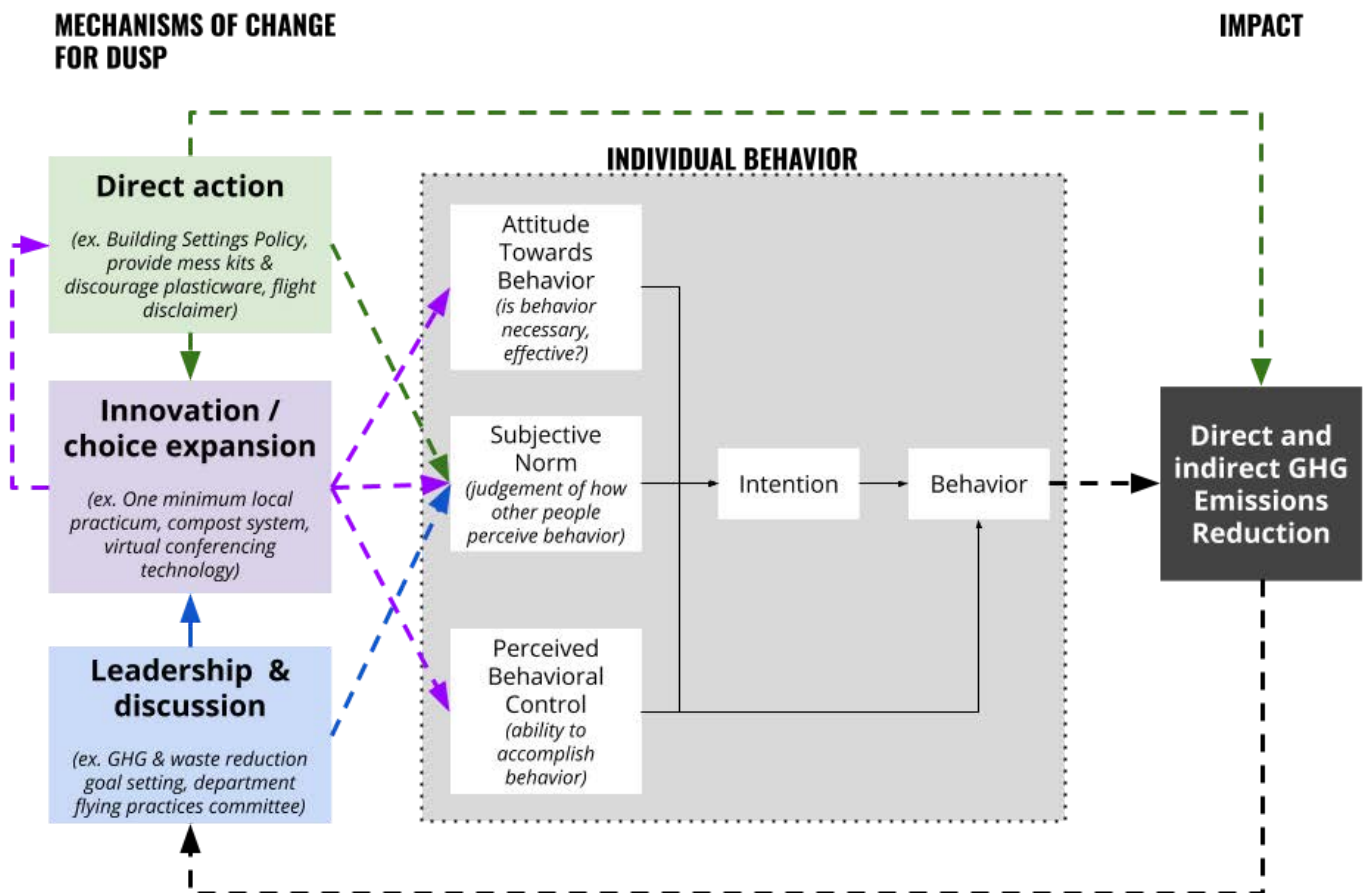 MECHANISMS OF CHANGE
FOR DUSP
IMPACT
INDIVIDUAL BEHAVIOR
Direct action
(ex. Building Settings Policy,
provide mess kits &
discourage plasticware, flight
disclaimer)
Innovation /
choice expansion
(ex. One minimum local
practicum, compost system,
virtual conferencing
technology)
Leadership &
discussion
(ex. GHG & waste reduction
goal setting, department
flying practices committee)
Attitude
Towards
Behavior
(is behavior
necessary,
effective?)
Subjective
Norm
(judgement of how
other people
perceive behavior)
Perceived
Behavioral
Control
(ability to
accomplish
behavior)
Intention
Behavior
Direct and
indirect GHG
Emissions
Reduction